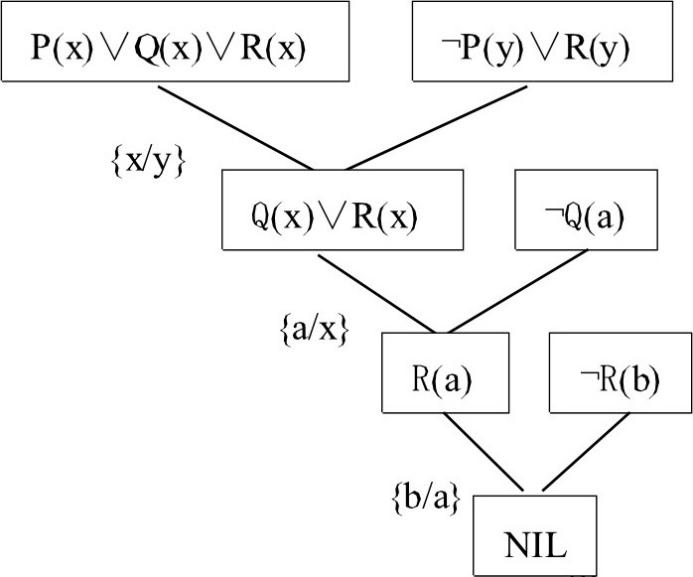 P(x)∨Q(x)∨R(x)
¬P(y)∨R(y)
{x/y}
Q(x)∨R(x)
¬Q(a)
{a/x}
R(a)
¬R(b)
{b/a}
NIL